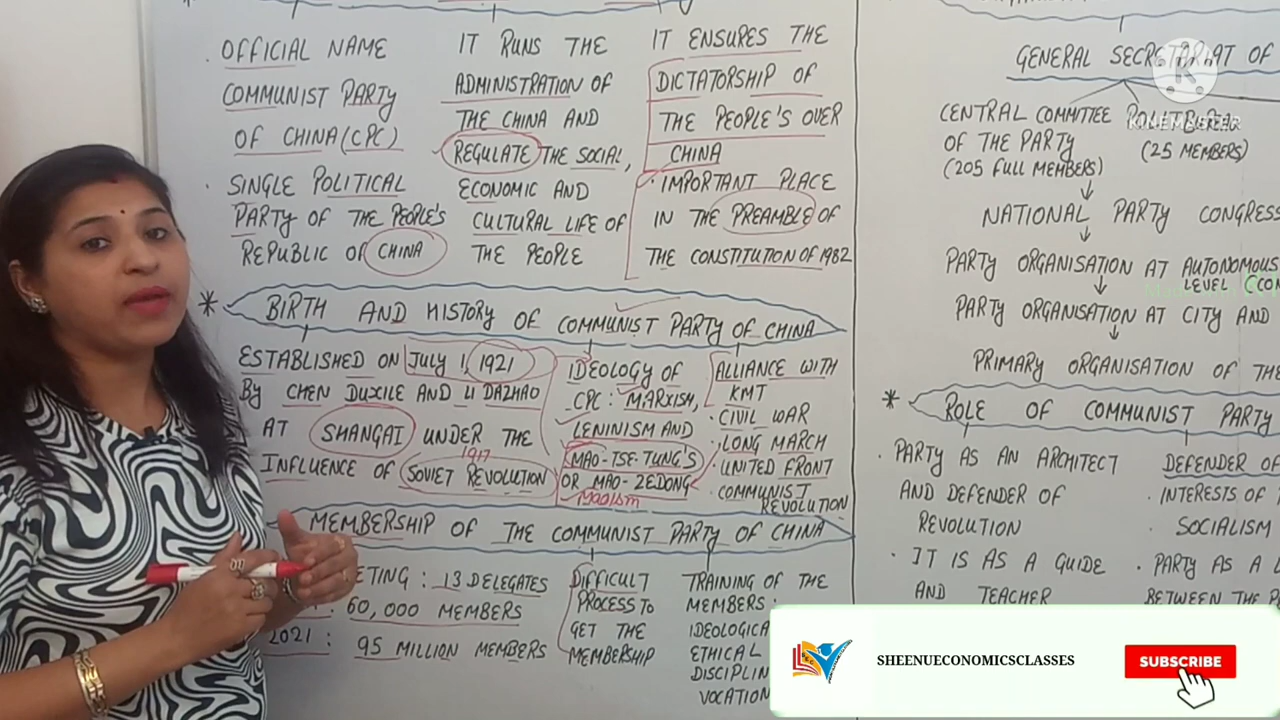 OFFICIAL NAME
COMMUNIST PARTY
OF CHINA (CPC)
SINGLE POLITICAL
PARTY OF THE PEOPLE'S
REPUBLIC OF CHINA
IT RUNS THE
ADMINISTRATION OF
THE CHINA AND
REGULATE THE SOCIAL,
ECONOMIC AND
CULTURAL LIFE OF
THE PEOPLE
IT ENSURES THE
DICTATORSHIP OF
THE PEOPLE'S OVER
CHINA
IMPORTANT PLACE
IN THE PREAMBLE OF
THE CONSTITUTION OF 1982
* BIRTH AND HISTORY OF COMMUNIST PARTY OF CHINA
ESTABLISHED ON JULY 1, 1921
BY CHEN DUXILE AND LI DAZHAO
AT SHANGAI UNDER THE
1917
INFLUENCE OF SOVIET REVOLUTION
IDEOLOGY OF
CPC: MARXISM,
LENINISM AND
MAO-TSE-TUNG'S
OR MAO-ZEDONG
MAOISM
ALLIANCE WITH
KMT
CIVIL WAR
LONG MARCH
UNITED FRONT
COMMUNIST
REVOLUTION
MEMBERSHIP OF THE COMMUNIST PARTY OF CHINA
ETING: 13 DELEGATES
: 60,000 MEMBERS
2021: 95 MILLION MEMBERS
DIFFICULT
PROCESS TO
GET THE
MEMBERSHIP
TRAINING OF THE
MEMBERS:
IDEOLOGICA
ETHICAL
DISCIPLIN
VOCATION
GENERAL SECRETARIAT OF
CENTRAL COMMITTEE
OF THE PARTY
(205 FULL MEMBERS)
(25 MEMBERS)
NATIONAL PARTY CONGRESS
PARTY ORGANISATION AT AUTONOMOUS
LEVEL (CON
PARTY ORGANISATION AT CITY AND
PRIMARY ORGANISATION OF THE
* ROLE OF COMMUNIST PARTY
PARTY AS AN ARCHITECT
AND DEFENDER OF
REVOLUTION
IT IS AS A GUIDE
AND TEACHER
DEFENDER OF
INTERESTS OF
SOCIALISM
PARTY AS A L
BETWEEN THE P
K
KINEMASTER
SHEENUECONOMICSCLASSES
SUBSCRIBE